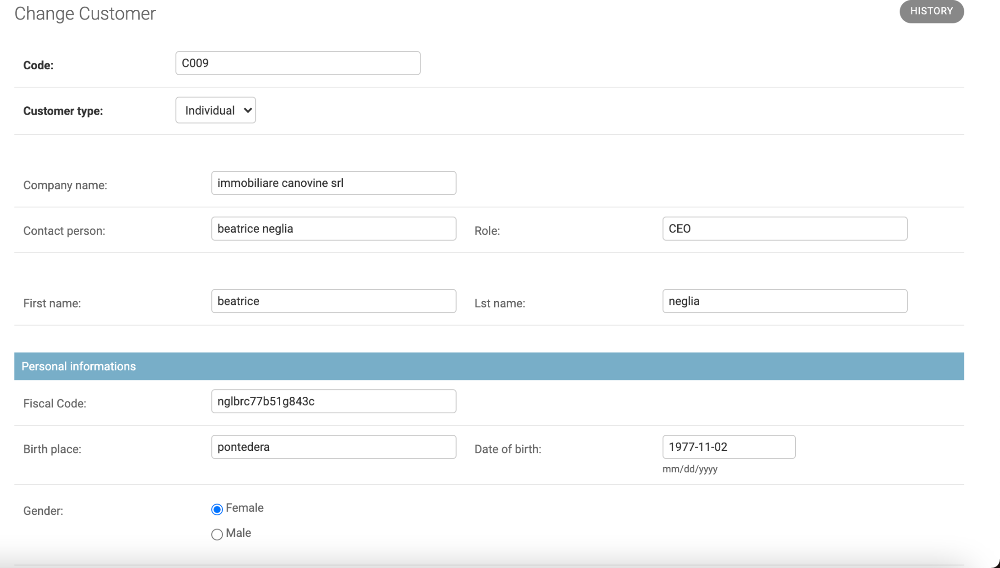 Change Customer
HISTORY
Code: C009
Customer type: Individual
Company name: immobiliare canovine srl
Contact person: beatrice neglia Role: CEO
First name: beatrice Lst name: neglia
Personal informations
Fiscal Code: nglbrc77b51g843c
Birth place: pontedera Date of birth: 1977-11-02
mm/dd/yyyy
Gender: Female
Male